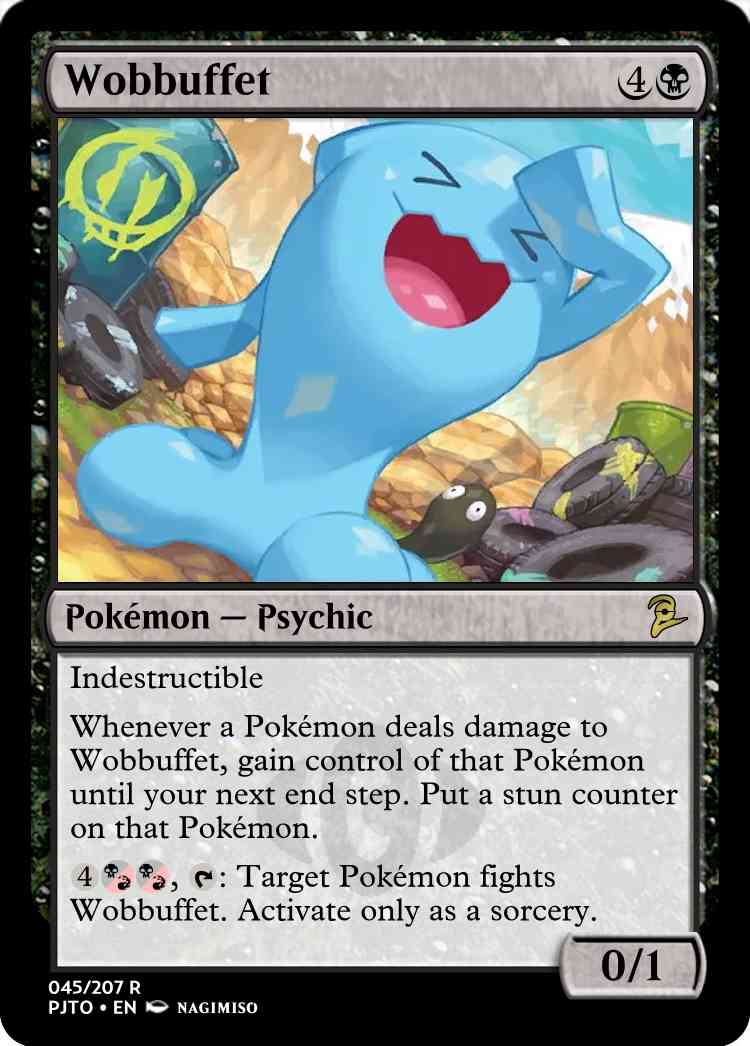 Wobbuffet 4
Pokémon — Psychic
Indestructible
Whenever a Pokémon deals damage to
Wobbuffet, gain control of that Pokémon
until your next end step. Put a stun counter
on that Pokémon.
4, : Target Pokémon fights
Wobbuffet. Activate only as a sorcery.
0/1
045/207 R
PJTO • EN NAGIMISO